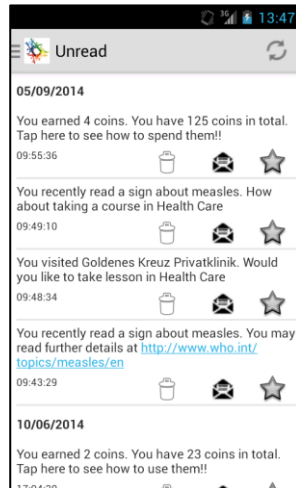 3G 13:47
Unread
05/09/2014
You earned 4 coins. You have 125 coins in total.
Tap here to see how to spend them!!
09:55:36
You recently read a sign about measles. How
about taking a course in Health Care
09:49:10
You visited Goldenes Kreuz Privatklinik. Would
you like to take lesson in Health Care
09:48:34
You recently read a sign about measles. You may
read further details at http://www.who.int/
topics/measles/en
09:43:29
10/06/2014
You earned 2 coins. You have 23 coins in total.
Tap here to see how to use them!!